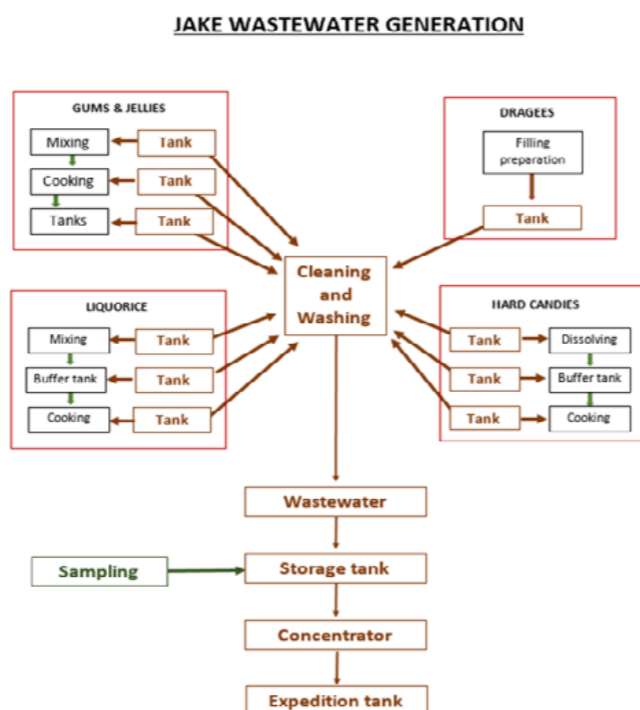 JAKE WASTEWATER GENERATION
GUMS & JELLIES
Mixing
Tank
Cooking
Tank
Tanks
Tank
DRAGEES
Filling
preparation
Tank
Cleaning
and
Washing
LIQUORICE
Mixing
Tank
Buffer tank
Tank
Cooking
Tank
HARD CANDIES
Tank
Dissolving
Tank
Buffer tank
Tank
Cooking
Wastewater
Sampling
Storage tank
Concentrator
Expedition tank